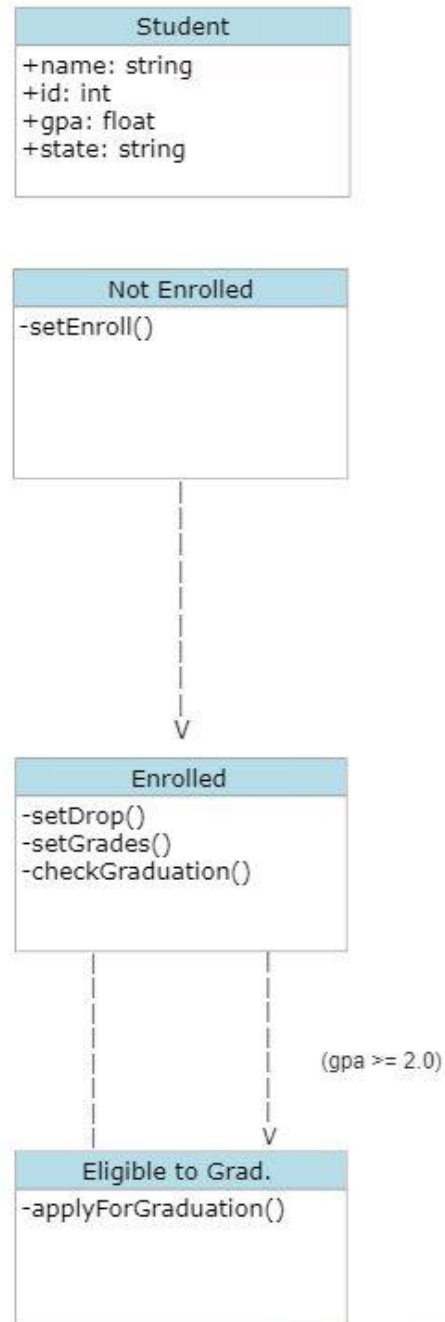 Student
+name: string
+id: int
+gpa: float
+state: string
Not Enrolled
-setEnroll()
V
Enrolled
-setDrop()
-setGrades()
-checkGraduation()
(gpa >= 2.0)
V
Eligible to Grad.
-applyForGraduation()